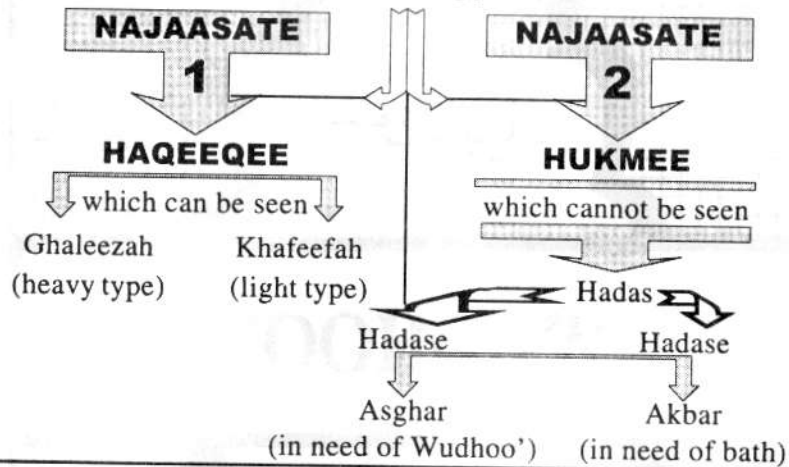 NAJAASATE
1
HAQEEQEE
which can be seen
Ghaleezah
(heavy type)
Khafeefah
(light type)
NAJAASATE
2
HUKMEE
which cannot be seen
Hadas
Hadase
Asghar
(in need of Wudhoo')
Hadase
Akbar
(in need of bath)